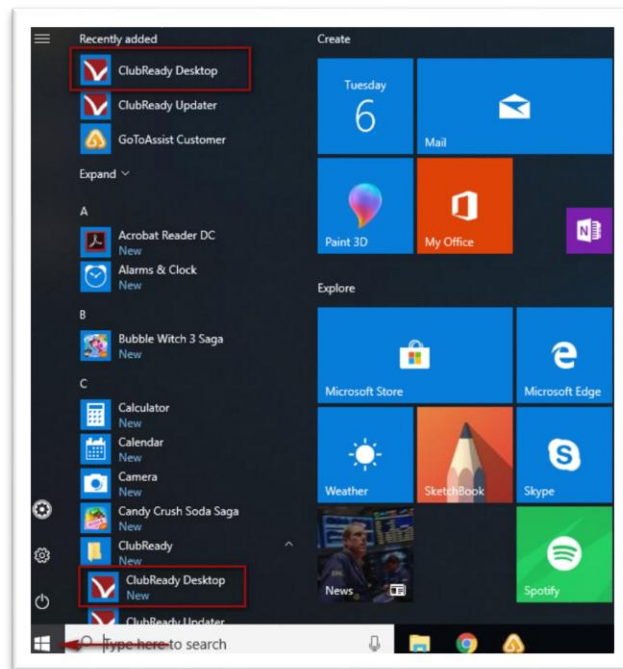 Recently added
ClubReady Desktop
ClubReady Updater
GoToAssist Customer
Expand
A
Acrobat Reader DC
New
Alarms & Clock
New
B
Bubble Witch 3 Saga
New
C
Calculator
New
Calendar
New
Camera
New
Candy Crush Soda Saga
New
ClubReady
New
ClubReady Desktop
New
ClubReady Updater
Type here to search
Create
Tuesday
6
Mail
Paint 3D
My Office
N
Explore
Microsoft Store
Microsoft Edge
Weather
SketchBook
Skype
News
Spotify